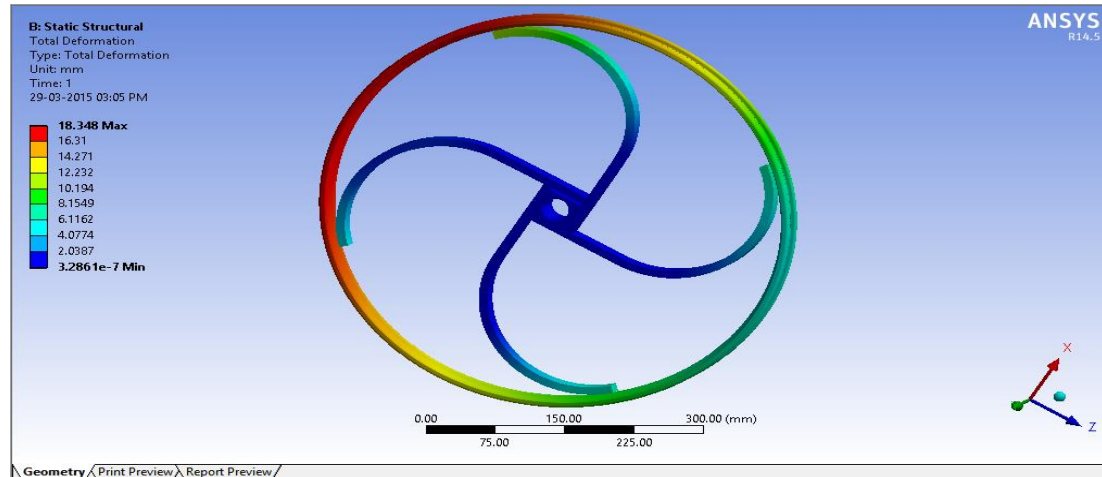 B: Static Structural
Total Deformation
Type: Total Deformation
Unit: mm
Time: 1
29-03-2015 03:05 PM
18.348 Max
16.31
14.271
12.232
10.194
8.1549
6.1162
4.0774
2.0387
3.2861e-7 Min
ANSYS
R14.5
X
Z
0.00 150.00 300.00 (mm)
75.00 225.00
Geometry Print Preview Report Preview